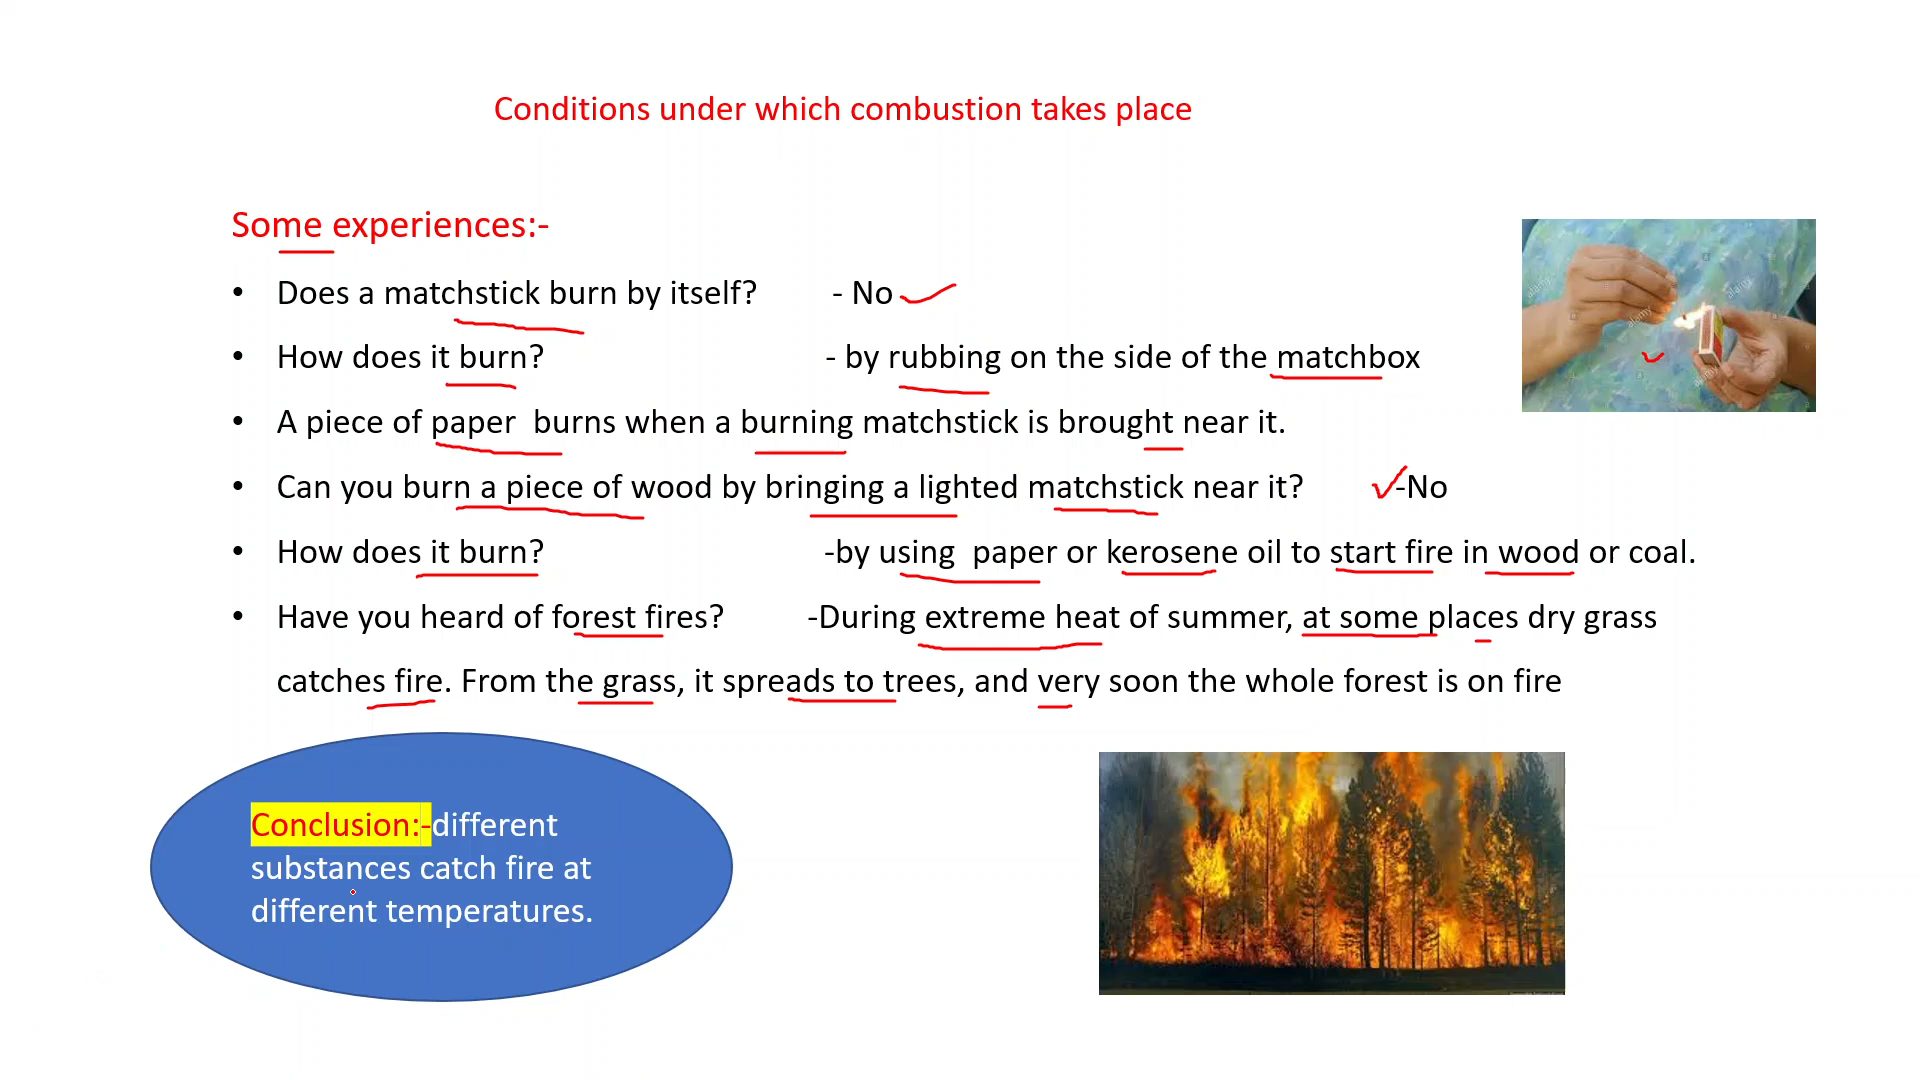 Conditions under which combustion takes place
Some experiences:-
• Does a matchstick burn by itself? - No
• How does it burn? - by rubbing on the side of the matchbox
• A piece of paper burns when a burning matchstick is brought near it.
• Can you burn a piece of wood by bringing a lighted matchstick near it? -No
• How does it burn? -by using paper or kerosene oil to start fire in wood or coal.
• Have you heard of forest fires? -During extreme heat of summer, at some places dry grass
catches fire. From the grass, it spreads to trees, and very soon the whole forest is on fire
alamy
alamy
alamy
alamy
Conclusion:-different
substances catch fire at
different temperatures.